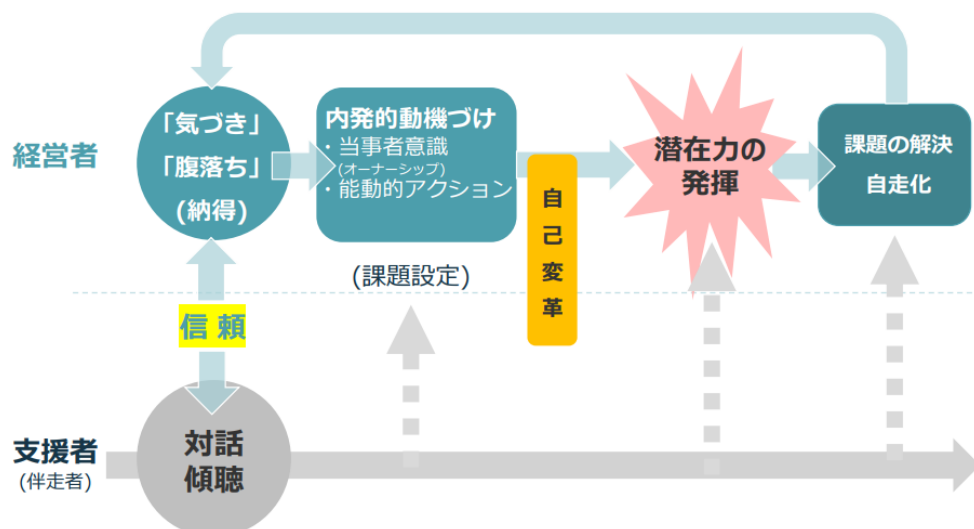 経営者
「気づき」
「腹落ち」
(納得)
内発的動機づけ
・当事者意識
(オーナーシップ)
・能動的アクション
(課題設定)
自
己
変
革
潜在力の
発揮
課題の解決
自走化
信 頼
支援者
(伴走者)
対話
傾聴